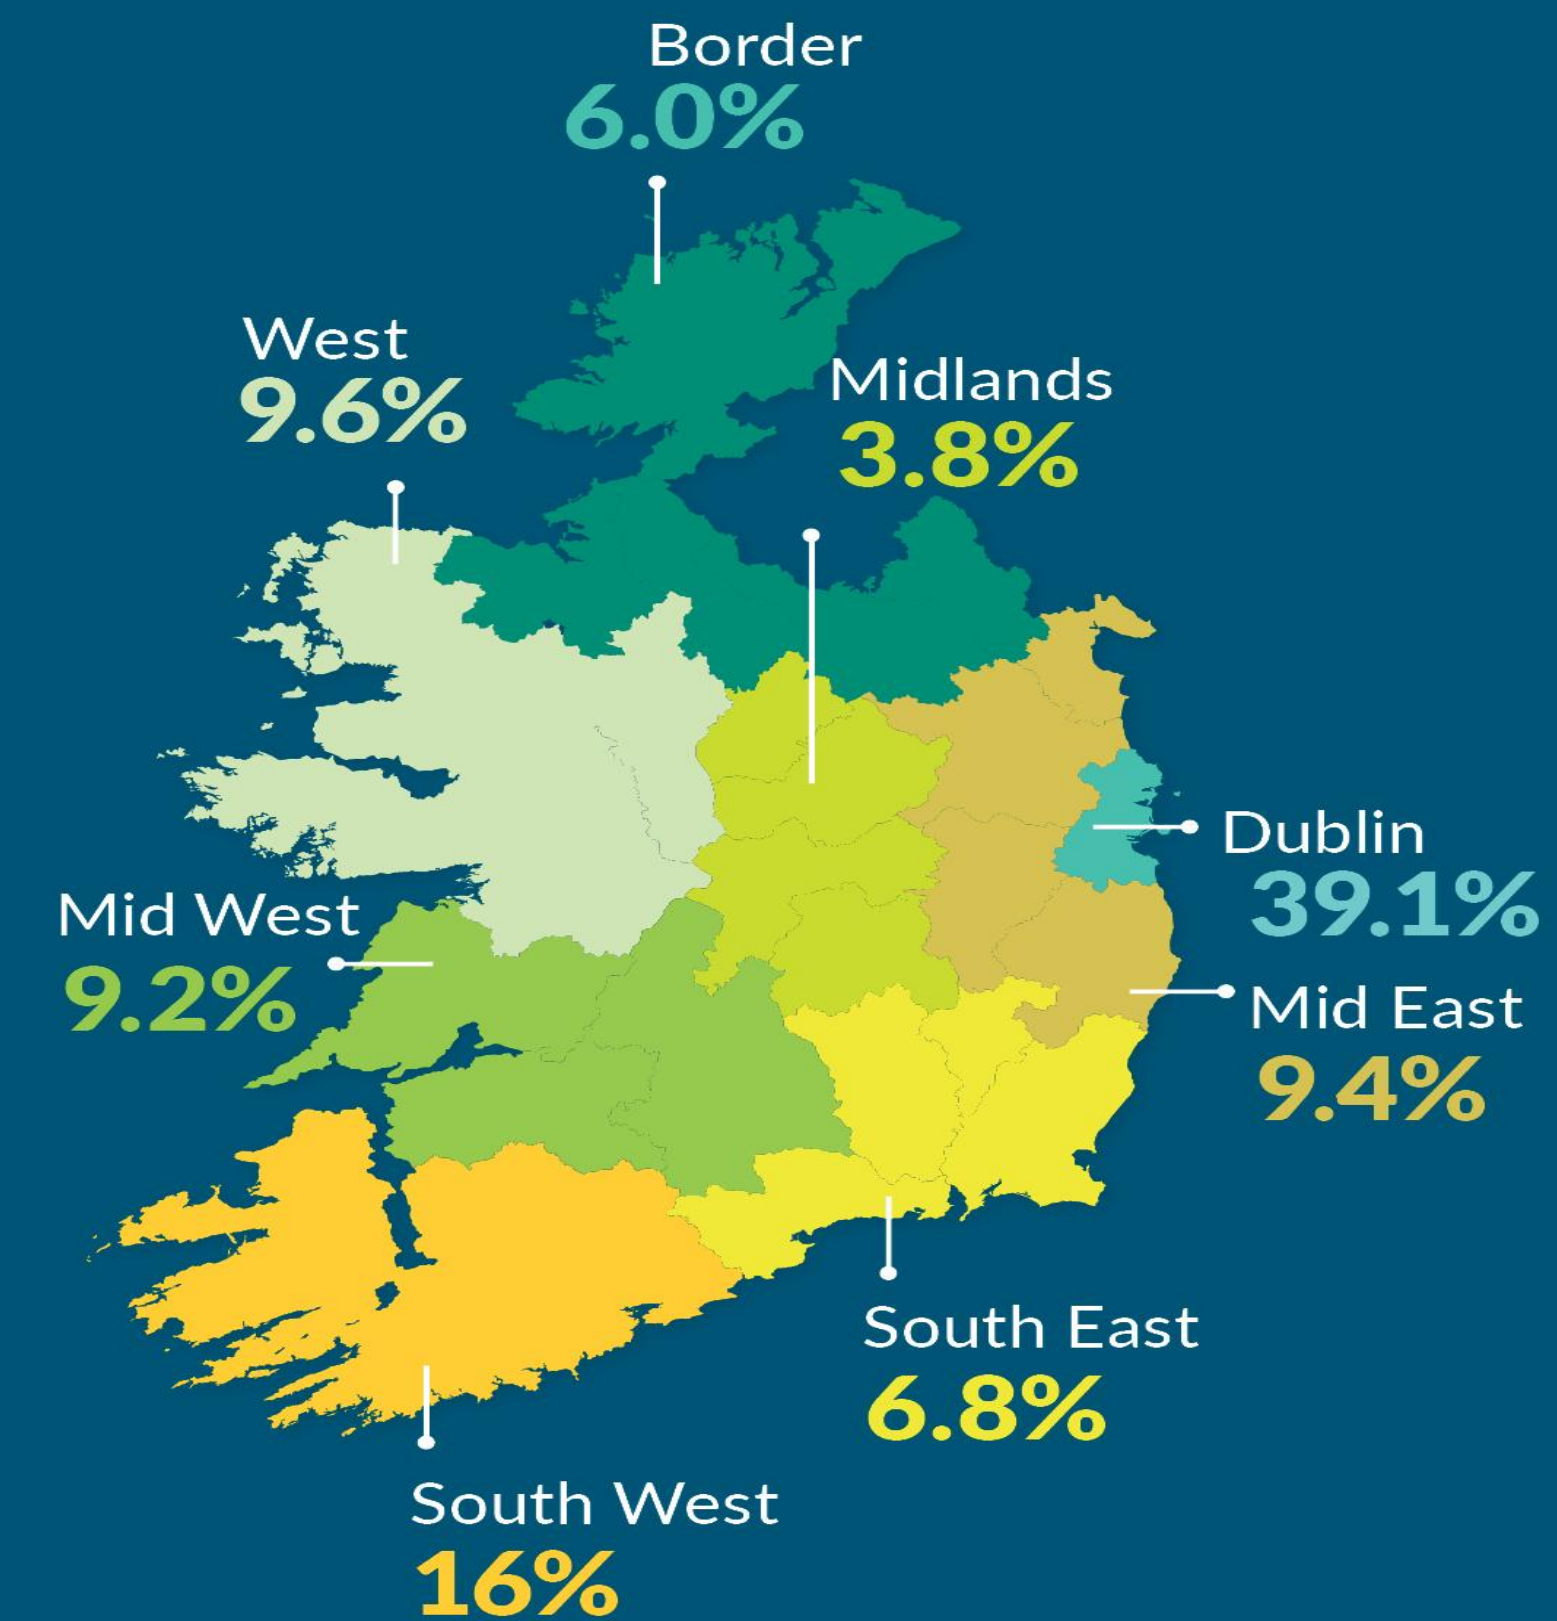 Border
6.0%
West
9.6%
Midlands
3.8%
Dublin
39.1%
Mid West
9.2%
Mid East
9.4%
South East
6.8%
South West
16%